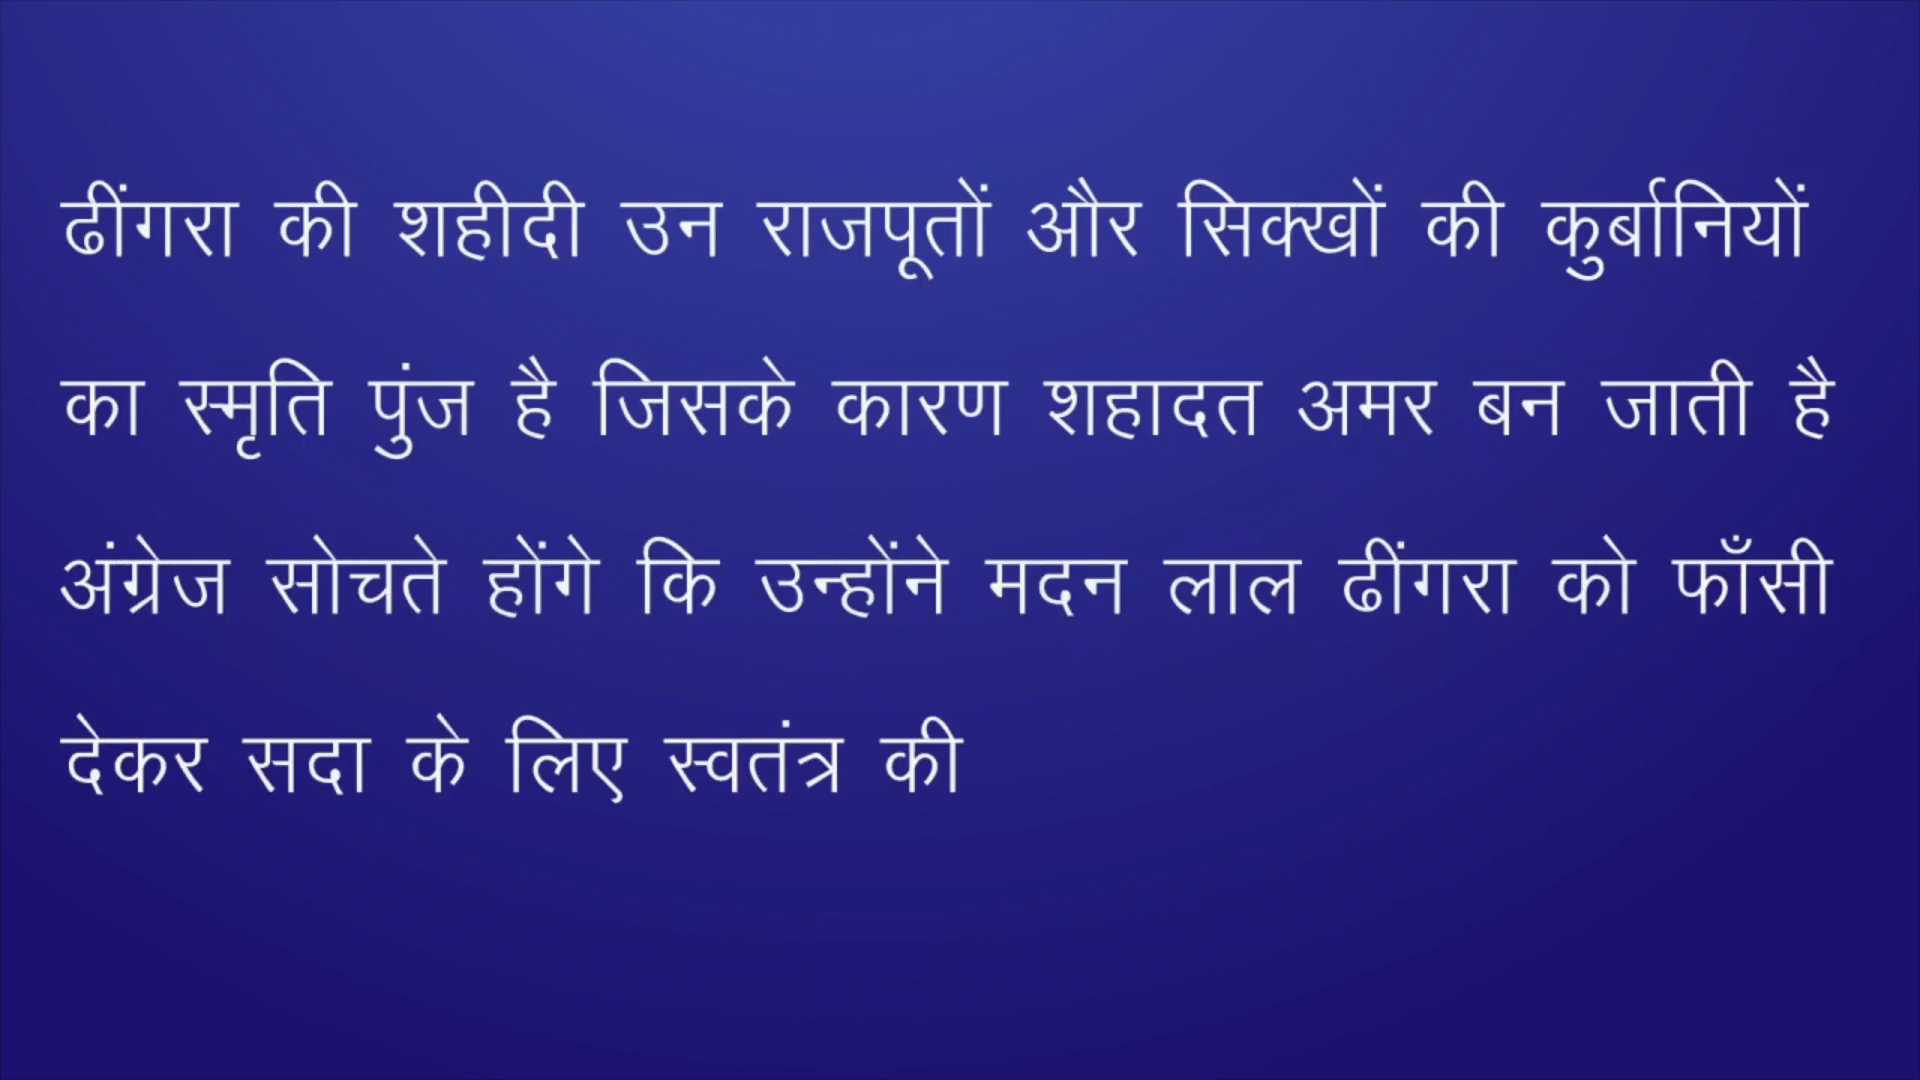 ढींगरा की शहीदी उन राजपूतों और सिक्खों की कुर्बानियों
का स्मृति पुंज है जिसके कारण शहादत अमर बन जाती है
अंग्रेज सोचते होंगे कि उन्होंने मदन लाल ढींगरा को फाँसी
देकर सदा के लिए स्वतंत्र की